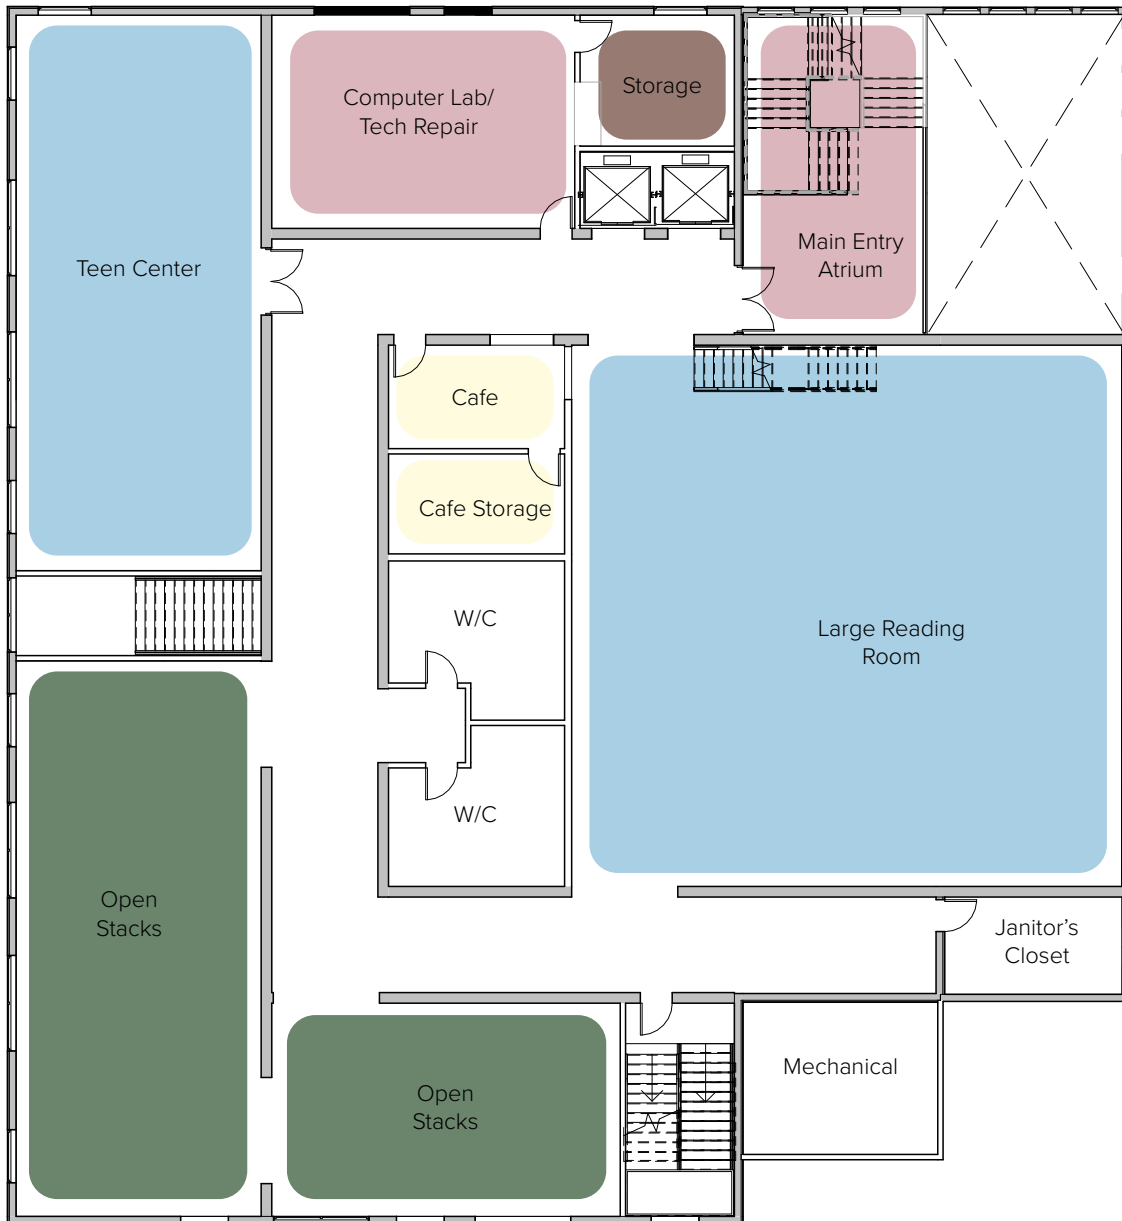 Computer Lab/
Tech Repair
Storage
Main Entry
Atrium
Teen Center
Cafe
Cafe Storage
W/C
Large Reading
Room
W/C
Open
Stacks
Janitor's
Closet
Mechanical
Open
Stacks